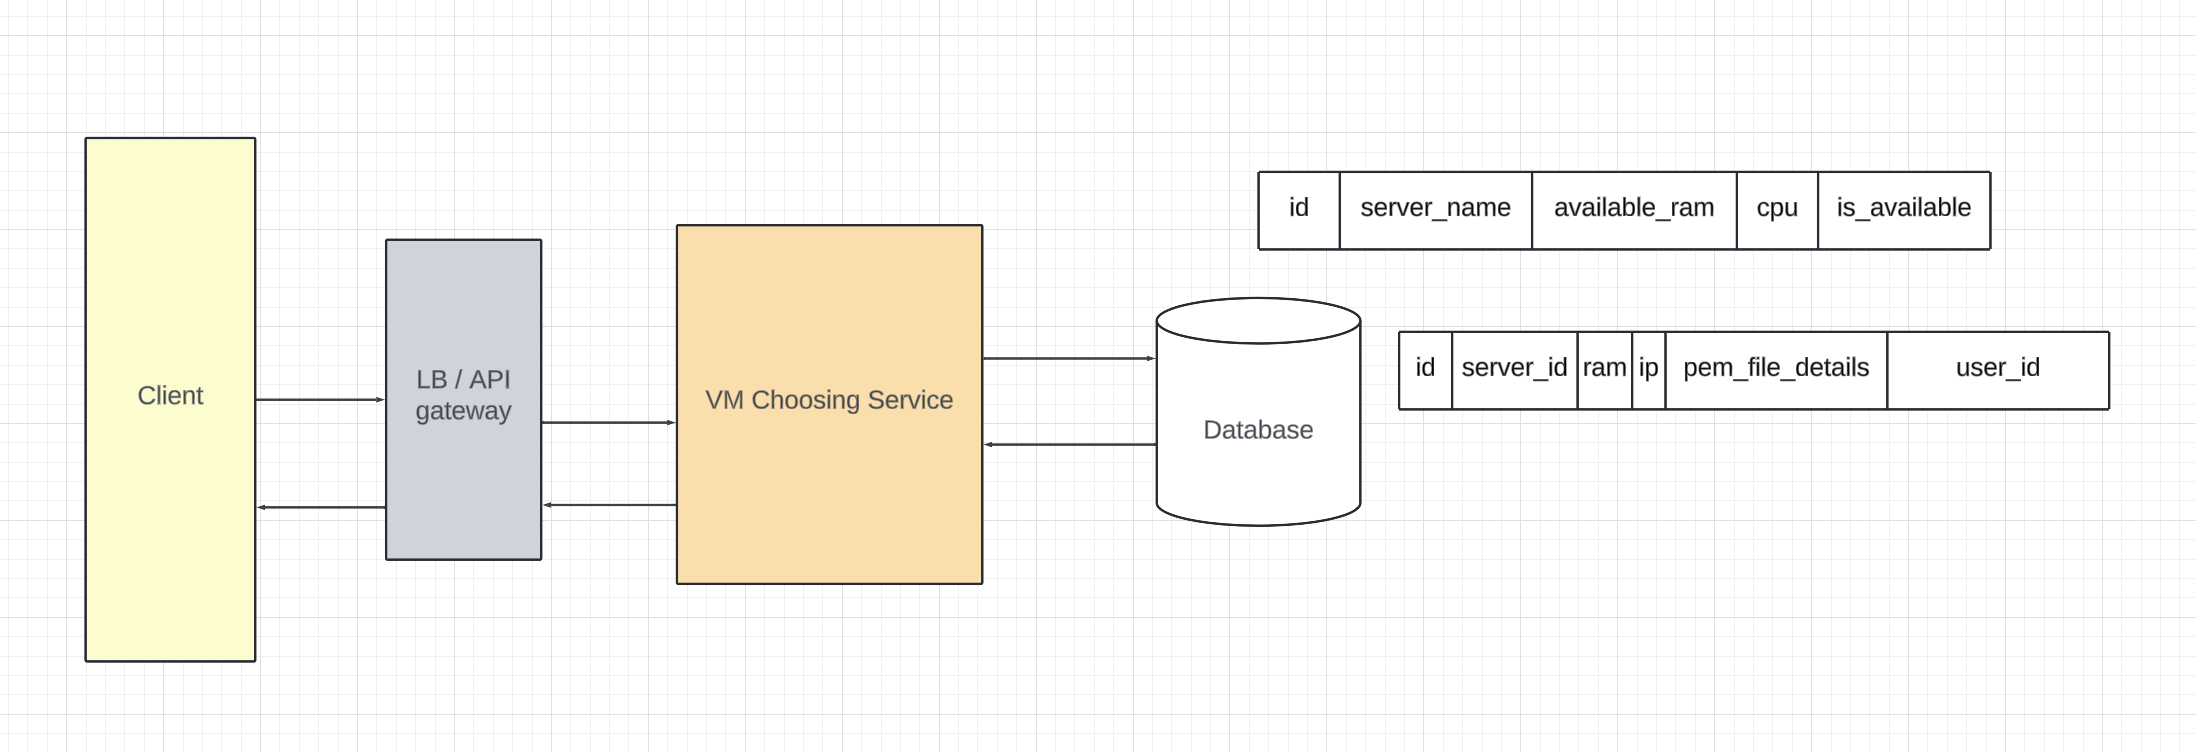 Client
LB / API
gateway
VM Choosing Service
Database
id server_name available_ram cpu is_available
id server_id ram ip pem_file_details user_id